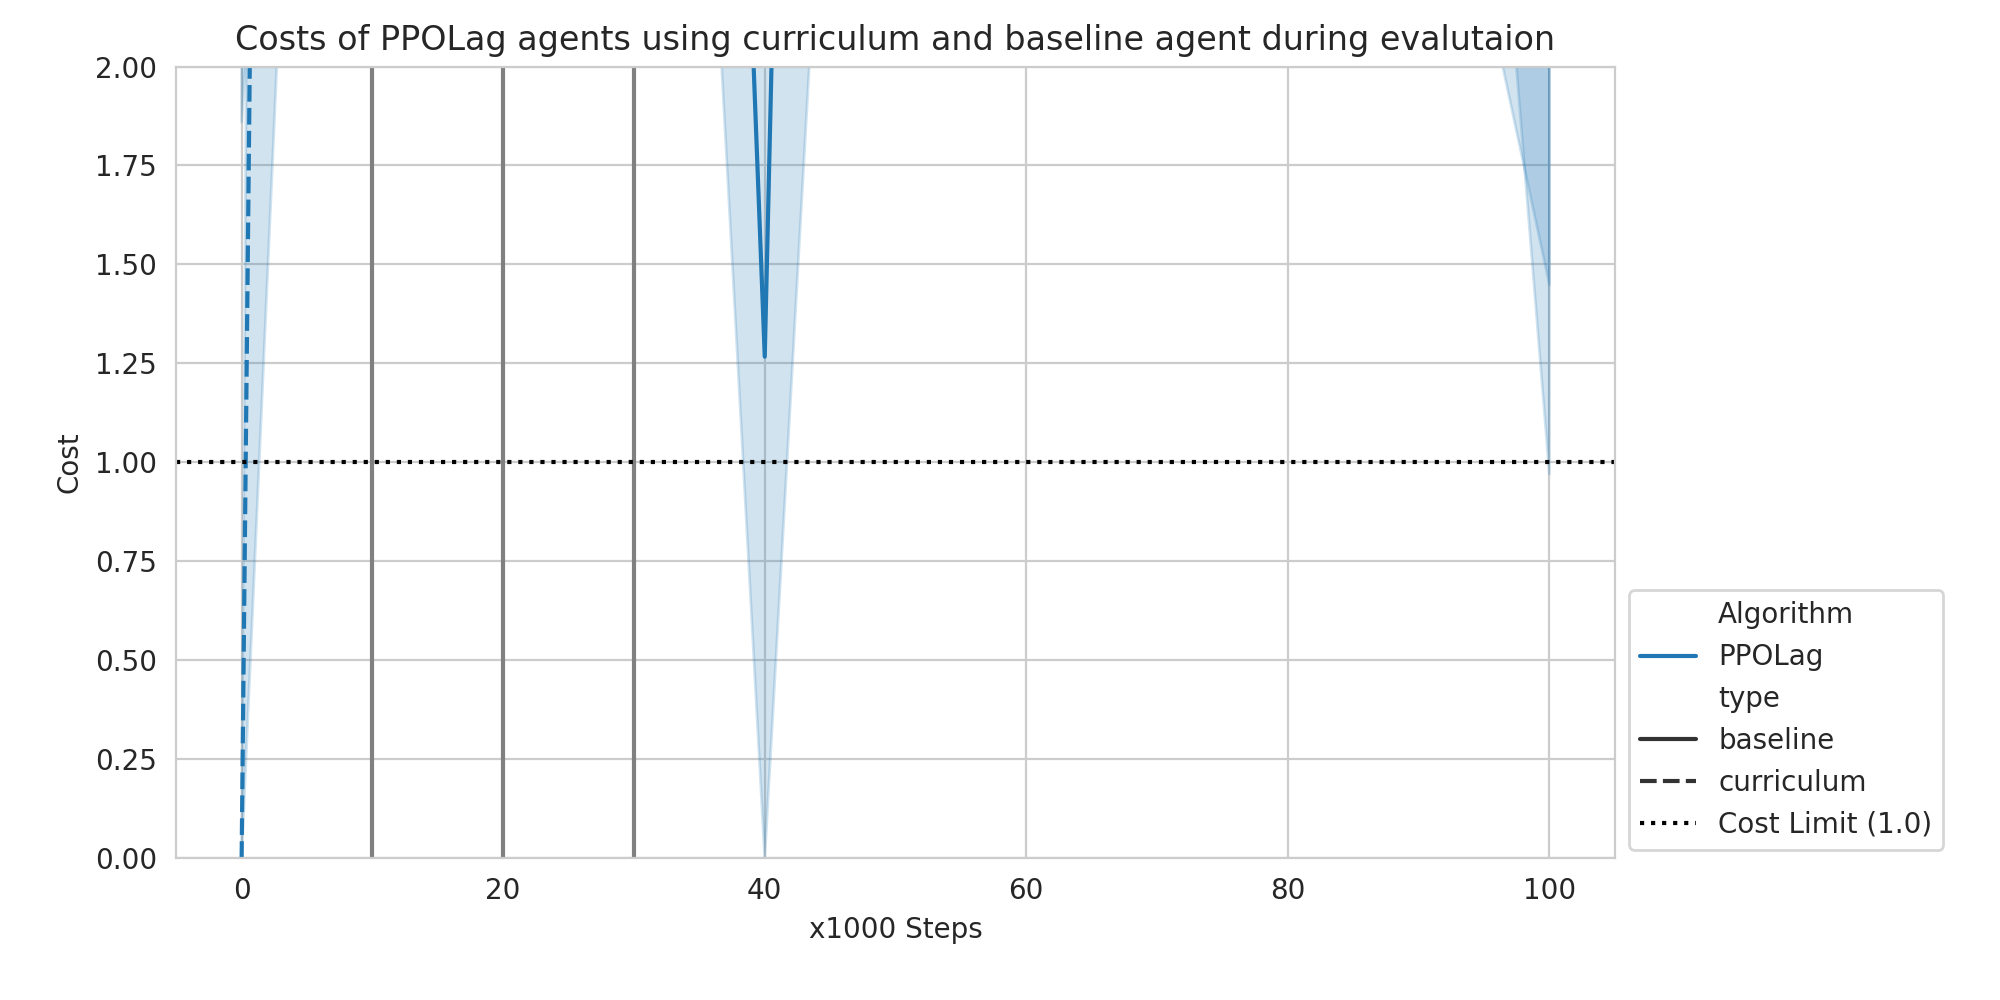 Costs of PPOLag agents using curriculum and baseline agent during evalutaion
2.00
1.75
1.50
1.25
1.00
0.75
0.50
0.25
0.00
Cost
0 20 40 60 80 100
x1000 Steps
Algorithm
PPOLag
type
baseline
curriculum
Cost Limit (1.0)